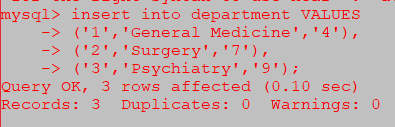 mysql> insert into department VALUES
-> ('1','General Medicine','4'),
-> ('2','Surgery','7'),
-> ('3','Psychiatry','9');
Query OK, 3 rows affected (0.10 sec)
Records: 3 Duplicates: 0 Warnings: 0